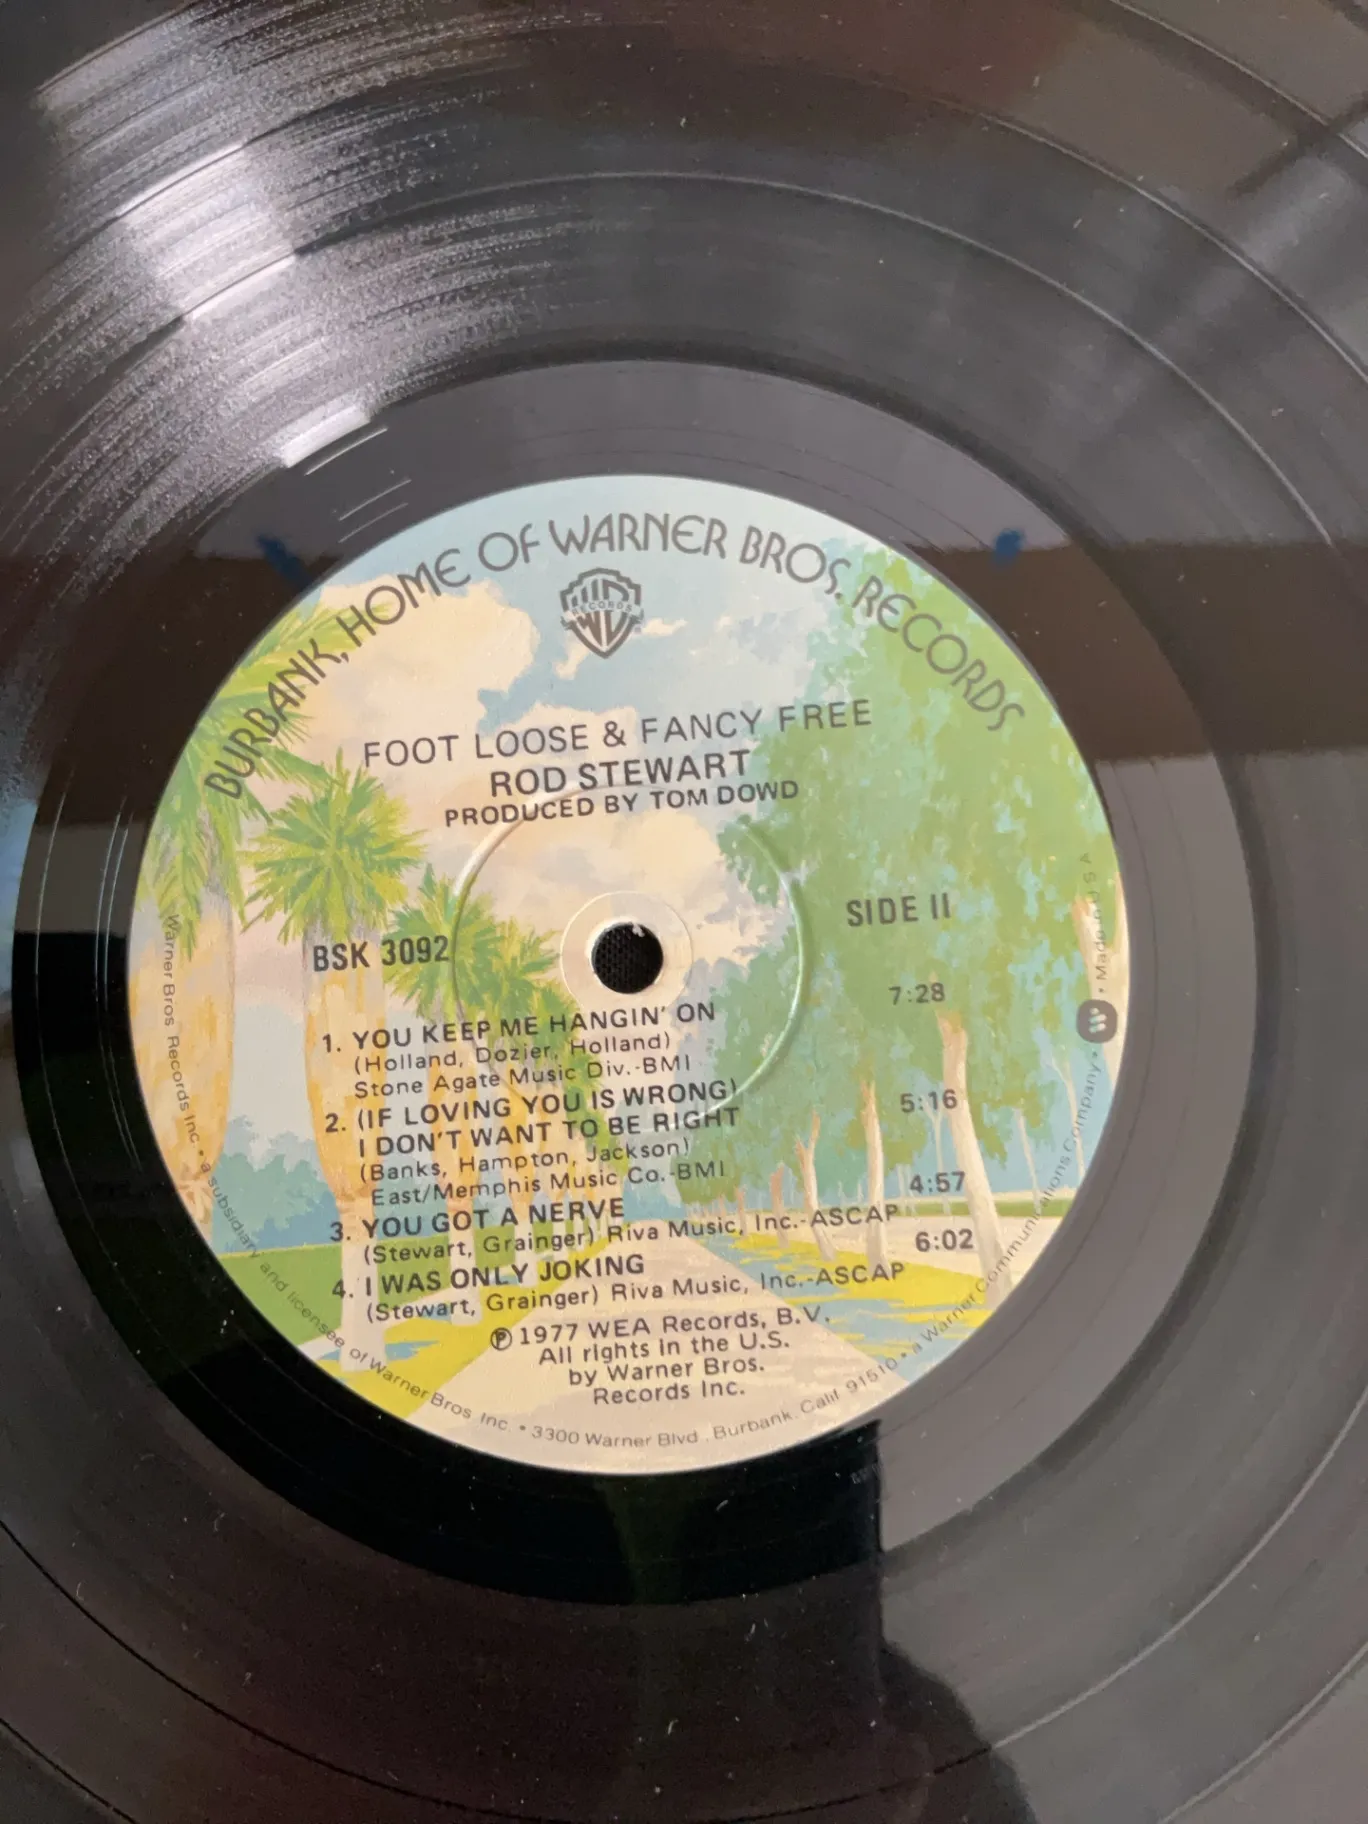 BURBANK, HOME OF WARNER BROS. RECORDS
RECORDS
FOOT LOOSE & FANCY FREE
ROD STEWART
PRODUCED BY TOM DOWD
BSK 3092
SIDE II
1. YOU KEEP ME HANGIN' ON 7:28
(Holland, Dozier, Holland)
Stone Agate Music Div.-BMI
2. (IF LOVING YOU IS WRONG)
I DON'T WANT TO BE RIGHT 5:16
(Banks, Hampton, Jackson)
East/Memphis Music Co.-BMI
3. YOU GOT A NERVE 4:57
(Stewart, Grainger) Riva Music, Inc.-ASCAP
4. I WAS ONLY JOKING 6:02
(Stewart, Grainger) Riva Music, Inc.-ASCAP
℗ 1977 WEA Records, B.V.
All rights in the U.S.
by Warner Bros.
Records Inc.
Warner Bros Records Inc. • a subsidiary and licensee of Warner Bros. Inc. • 3300 Warner Blvd., Burbank, Calif. 91510 • a Warner Communications Company • Made in U S A